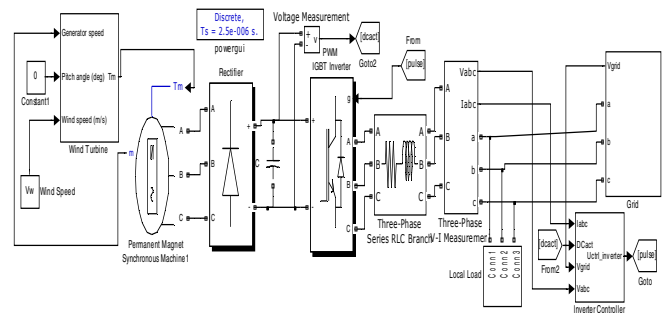 Generator speed
Pitch angle (deg) Tm
Wind speed (m/s)
Wind Turbine
0
Constant1
Vw
Wind Speed
Discrete,
Ts = 2.5e-006 s.
powergui
Tm
m
A
B
C
Permanent Magnet
Synchronous Machine1
Rectifier
A
B
C
+
-
C
Voltage Measurement
+
-
v
[dcact]
Goto2
PWM
IGBT Inverter
g
+
-
A
B
C
From
[pulse]
A
B
C
A
B
C
Three-Phase
Series RLC Branch
A
B
C
Vabc
Iabc
a
b
c
Three-Phase
V-I Measuremer
Conn1
Conn2
Conn3
Local Load
Vgrid
a
b
c
Grid
[dcact]
From2
Iabc
DCact
Uctrl_inverter
Vgrid
Vabc
Inverter Controller
[pulse]
Goto